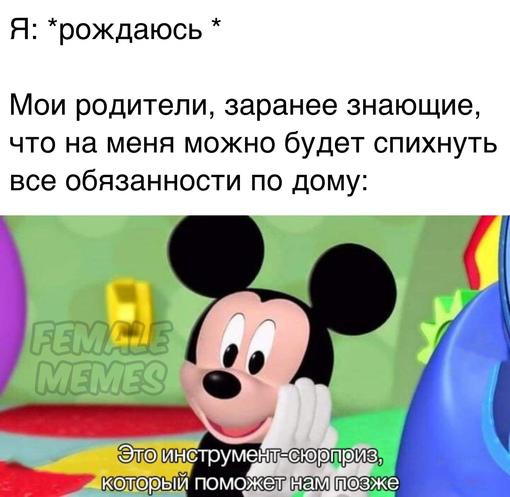 Я: *рождаюсь *
Мои родители, заранее знающие,
что на меня можно будет спихнуть
все обязанности по дому:
FEMALE
MEMES
Это инструмент-сюрприз,
который поможет нам позже